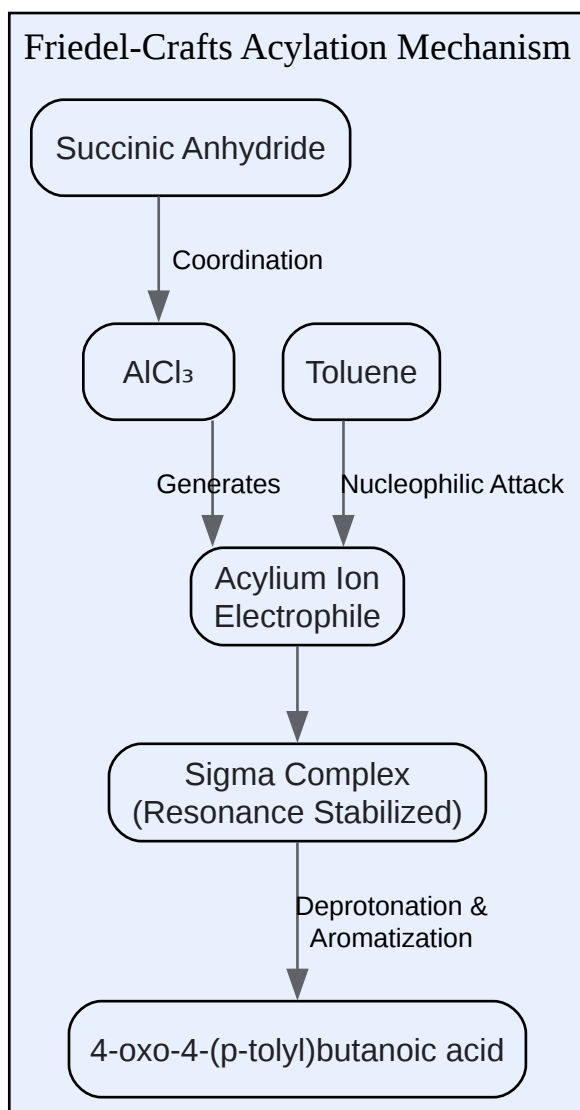 Friedel-Crafts Acylation Mechanism
Succinic Anhydride
Coordination
AlCl₃
Toluene
Generates
Nucleophilic Attack
Acylium Ion
Electrophile
Sigma Complex
(Resonance Stabilized)
Deprotonation &
Aromatization
4-oxo-4-(p-tolyl)butanoic acid